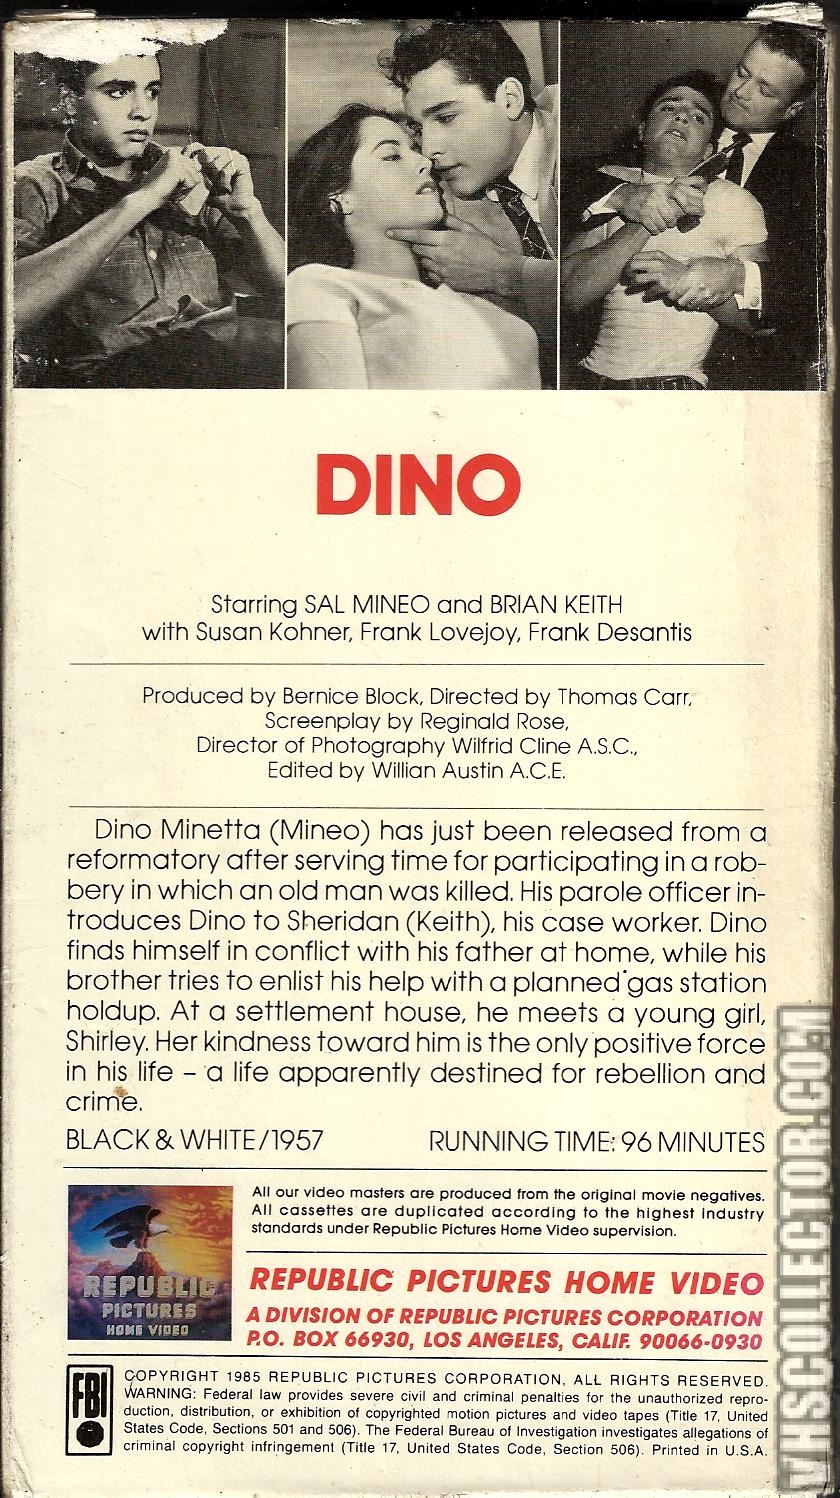 DINO
Starring SAL MINEO and BRIAN KEITH
with Susan Kohner, Frank Lovejoy, Frank Desantis
Produced by Bernice Block, Directed by Thomas Carr,
Screenplay by Reginald Rose,
Director of Photography Wilfrid Cline A.S.C.,
Edited by Willian Austin A.C.E.
Dino Minetta (Mineo) has just been released from a
reformatory after serving time for participating in a rob-
bery in which an old man was killed. His parole officer in-
troduces Dino to Sheridan (Keith), his case worker. Dino
finds himself in conflict with his father at home, while his
brother tries to enlist his help with a planned gas station
holdup. At a settlement house, he meets a young girl,
Shirley. Her kindness toward him is the only positive force
in his life – a life apparently destined for rebellion and
crime.
BLACK & WHITE/1957 RUNNING TIME: 96 MINUTES
All our video masters are produced from the original movie negatives.
All cassettes are duplicated according to the highest industry
standards under Republic Pictures Home Video supervision.
REPUBLIC
PICTURES
HOME VIDEO
REPUBLIC PICTURES HOME VIDEO
A DIVISION OF REPUBLIC PICTURES CORPORATION
P.O. BOX 66930, LOS ANGELES, CALIF. 90066-0930
FBI
COPYRIGHT 1985 REPUBLIC PICTURES CORPORATION, ALL RIGHTS RESERVED.
WARNING: Federal law provides severe civil and criminal penalties for the unauthorized repro-
duction, distribution, or exhibition of copyrighted motion pictures and video tapes (Title 17, United
States Code, Sections 501 and 506). The Federal Bureau of Investigation investigates allegations of
criminal copyright infringement (Title 17, United States Code, Section 506). Printed in U.S.A.
VHSCOLLECTOR.COM